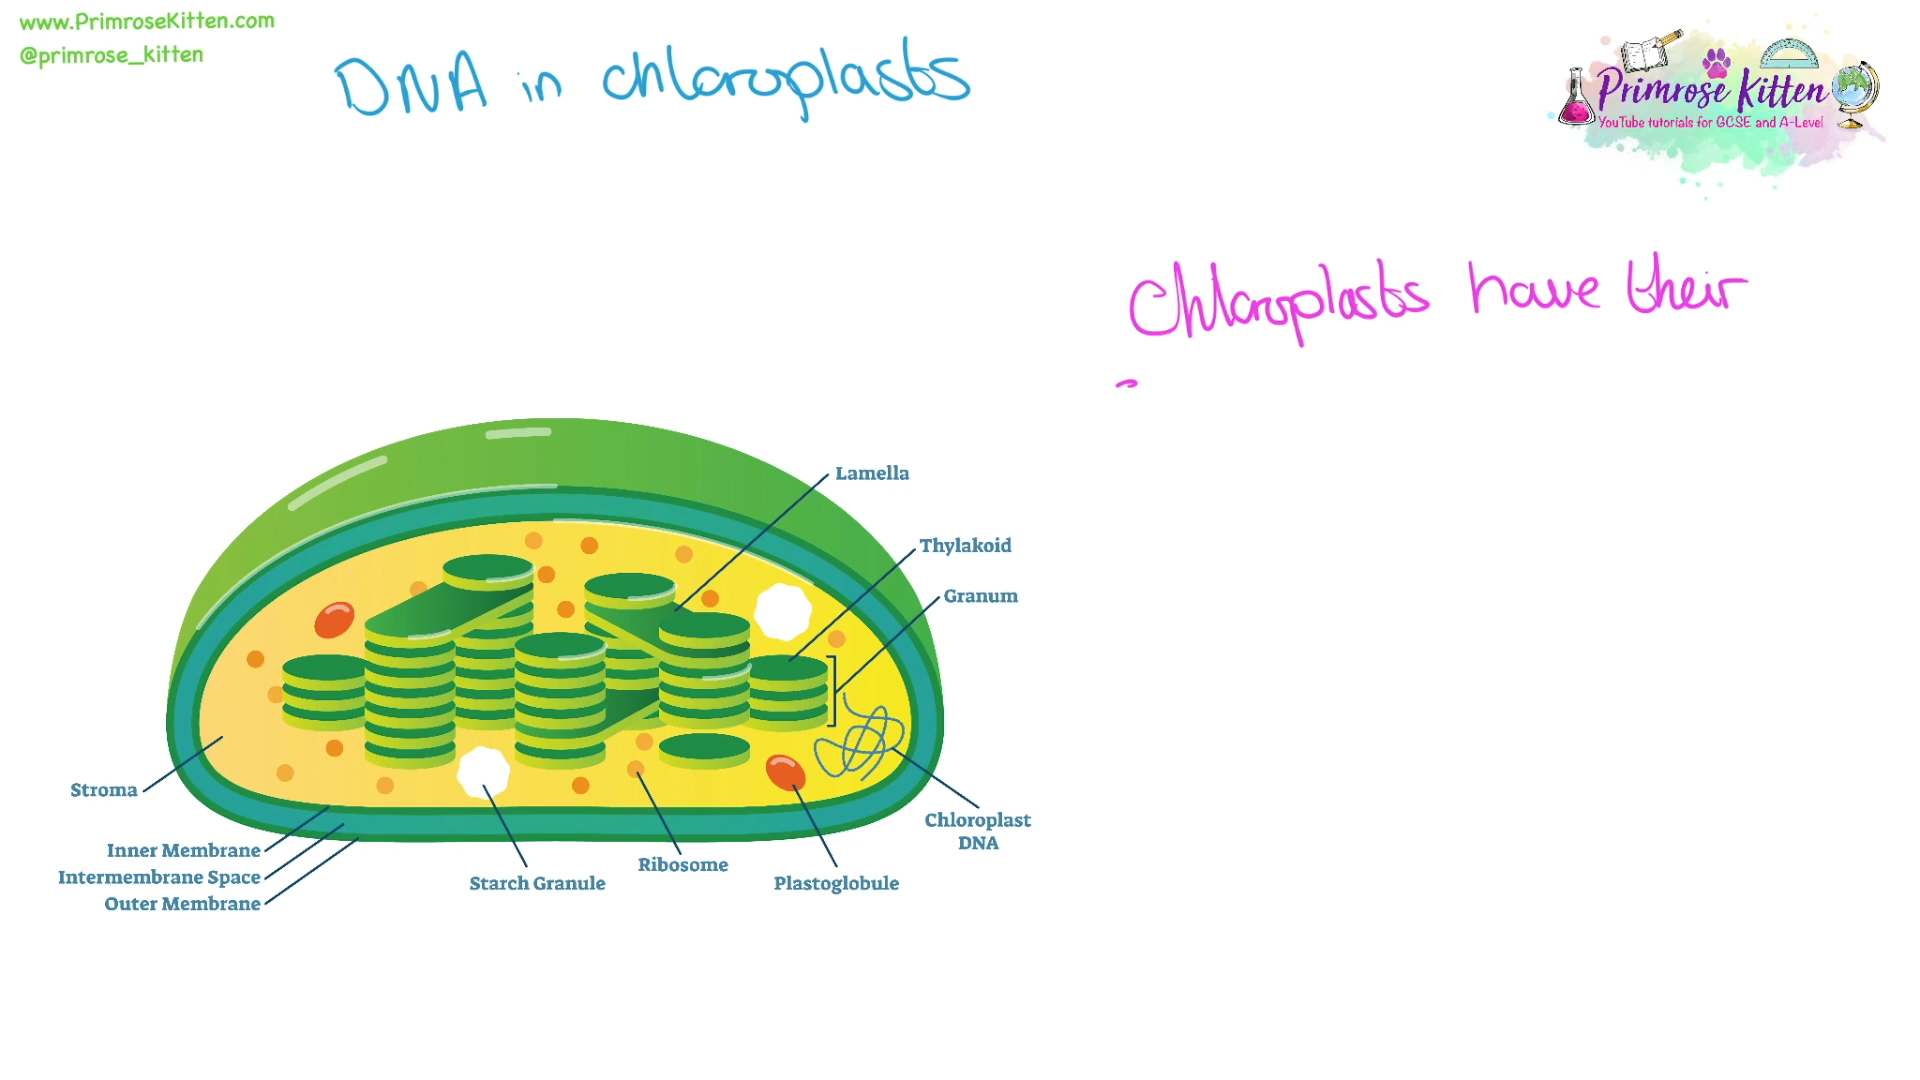 www.PrimroseKitten.com
@primrose_kitten
DNA in chloroplasts
Primrose Kitten
YouTube tutorials for GCSE and A-Level
Chloroplasts have their
Lamella
Thylakoid
Granum
Stroma
Inner Membrane
Intermembrane Space
Outer Membrane
Starch Granule
Ribosome
Plastoglobule
Chloroplast
DNA